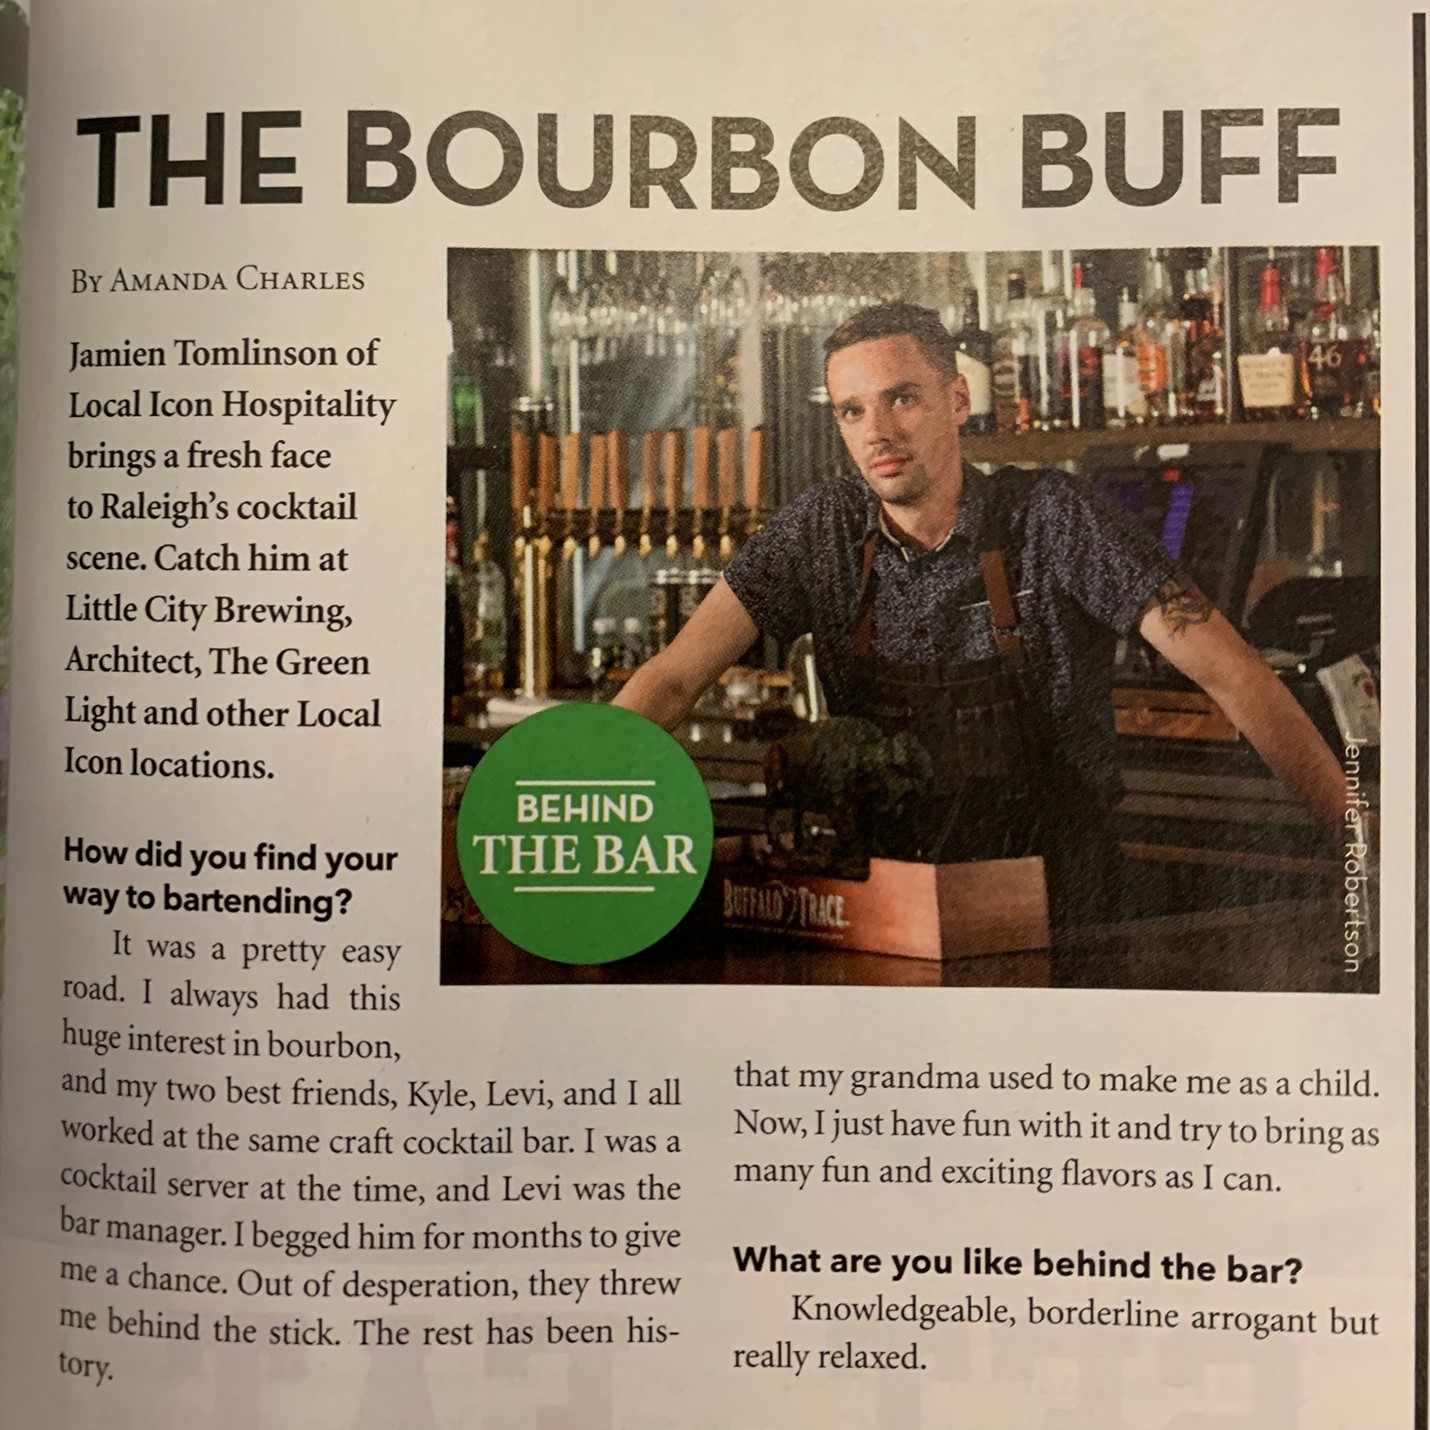 THE BOURBON BUFF
BY AMANDA CHARLES
Jamien Tomlinson of
Local Icon Hospitality
brings a fresh face
to Raleigh's cocktail
scene. Catch him at
Little City Brewing,
Architect, The Green
Light and other Local
Icon locations.
46
BEHIND
THE BAR
BUFFALO TRACE
Jennifer Robertson
How did you find your
way to bartending?
It was a pretty easy
road. I always had this
huge interest in bourbon,
and my two best friends, Kyle, Levi, and I all
worked at the same craft cocktail bar. I was a
cocktail server at the time, and Levi was the
bar manager. I begged him for months to give
me a chance. Out of desperation, they threw
me behind the stick. The rest has been his-
tory.
that my grandma used to make me as a child.
Now, I just have fun with it and try to bring as
many fun and exciting flavors as I can.
What are you like behind the bar?
Knowledgeable, borderline arrogant but
really relaxed.